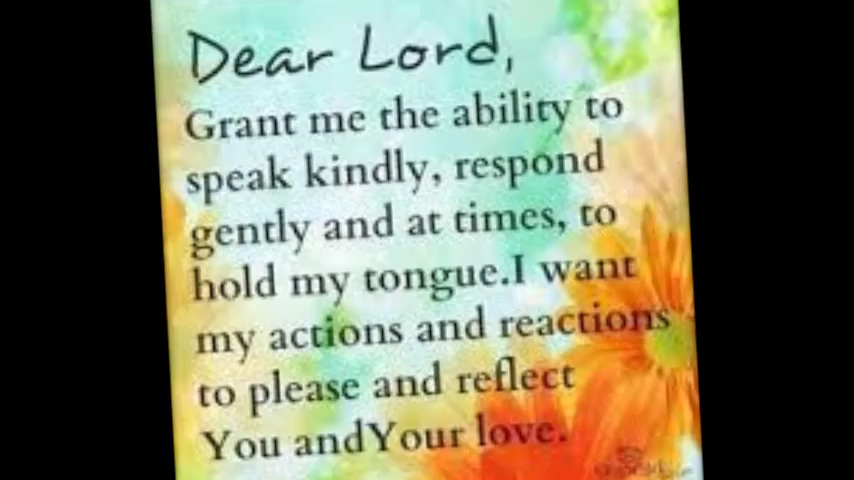 Dear Lord,
Grant me the ability to
speak kindly, respond
gently and at times, to
hold my tongue.I want
my actions and reactions
to please and reflect
You andYour love.